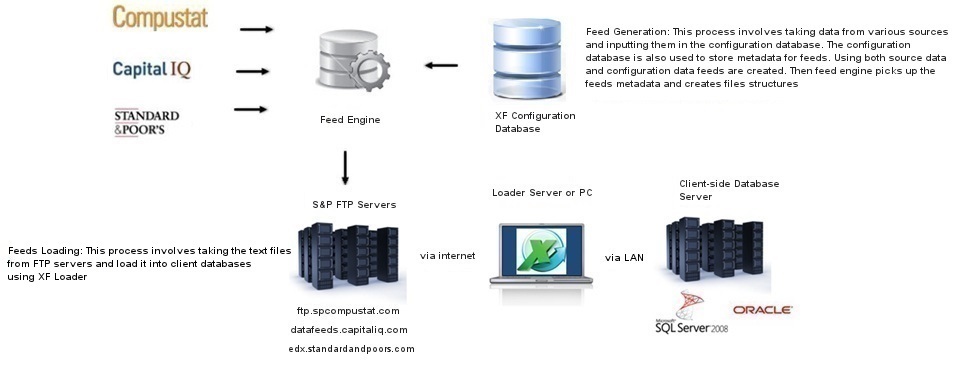 Compustat
Capital IQ
STANDARD
&POOR'S
Feed Engine
XF Configuration
Database
Feed Generation: This process involves taking data from various sources
and inputting them in the configuration database. The configuration
database is also used to store metadata for feeds. Using both source data
and configuration data feeds are created. Then feed engine picks up the
feeds metadata and creates files structures
S&P FTP Servers
Loader Server or PC
Client-side Database
Server
Feeds Loading: This process involves taking the text files
from FTP servers and load it into client databases
using XF Loader
via internet
X
via LAN
ftp.spcompustat.com
datafeeds.capitaliq.com
edx.standardandpoors.com
Microsoft
SQL Server 2008
ORACLE